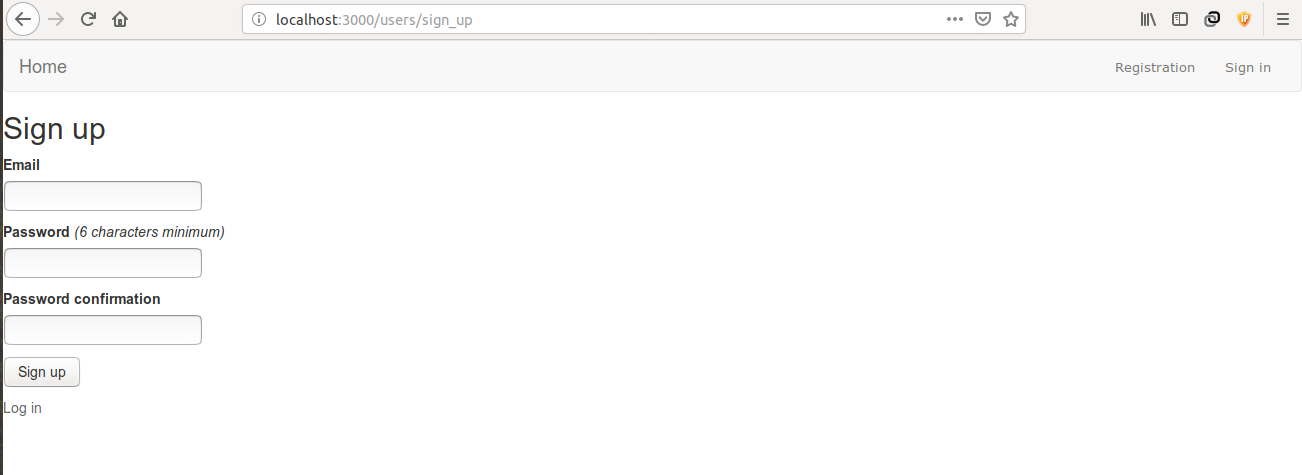 localhost:3000/users/sign_up
Home Registration Sign in
Sign up
Email
Password (6 characters minimum)
Password confirmation
Sign up
Log in